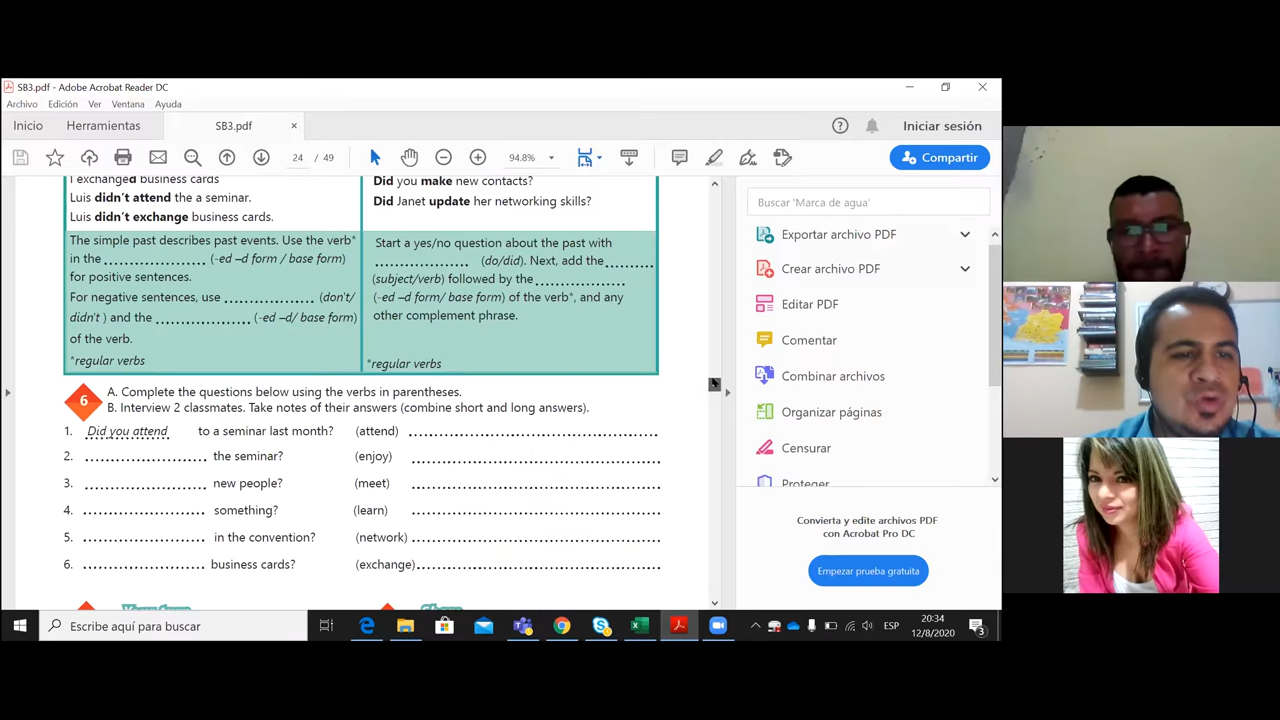 SB3.pdf - Adobe Acrobat Reader DC
Archivo Edición Ver Ventana Ayuda
Inicio Herramientas SB3.pdf × Iniciar sesión
24 / 49 94.8% Compartir
I exchanged business cards
Luis didn't attend the a seminar.
Luis didn't exchange business cards.
Did you make new contacts?
Did Janet update her networking skills?
The simple past describes past events. Use the verb*
in the ...................... (-ed –d form / base form)
for positive sentences.
For negative sentences, use ................... (don't/
didn't ) and the .................... (-ed –d/ base form)
of the verb.
*regular verbs
Start a yes/no question about the past with
.................... (do/did). Next, add the..........
(subject/verb) followed by the ...................
(-ed –d form/ base form) of the verb*, and any
other complement phrase.
*regular verbs
6
A. Complete the questions below using the verbs in parentheses.
B. Interview 2 classmates. Take notes of their answers (combine short and long answers).
1. Did you attend to a seminar last month? (attend) ..................................................
2. .......................... the seminar? (enjoy) ..................................................
3. .......................... new people? (meet) ..................................................
4. .......................... something? (learn) ..................................................
5. .......................... in the convention? (network) ..................................................
6. .......................... business cards? (exchange)..................................................
Buscar 'Marca de agua'
Exportar archivo PDF
Crear archivo PDF
Editar PDF
Comentar
Combinar archivos
Organizar páginas
Censurar
Proteger
Convierta y edite archivos PDF
con Acrobat Pro DC
Empezar prueba gratuita
Escribe aquí para buscar
ESP
20:34
12/8/2020
3